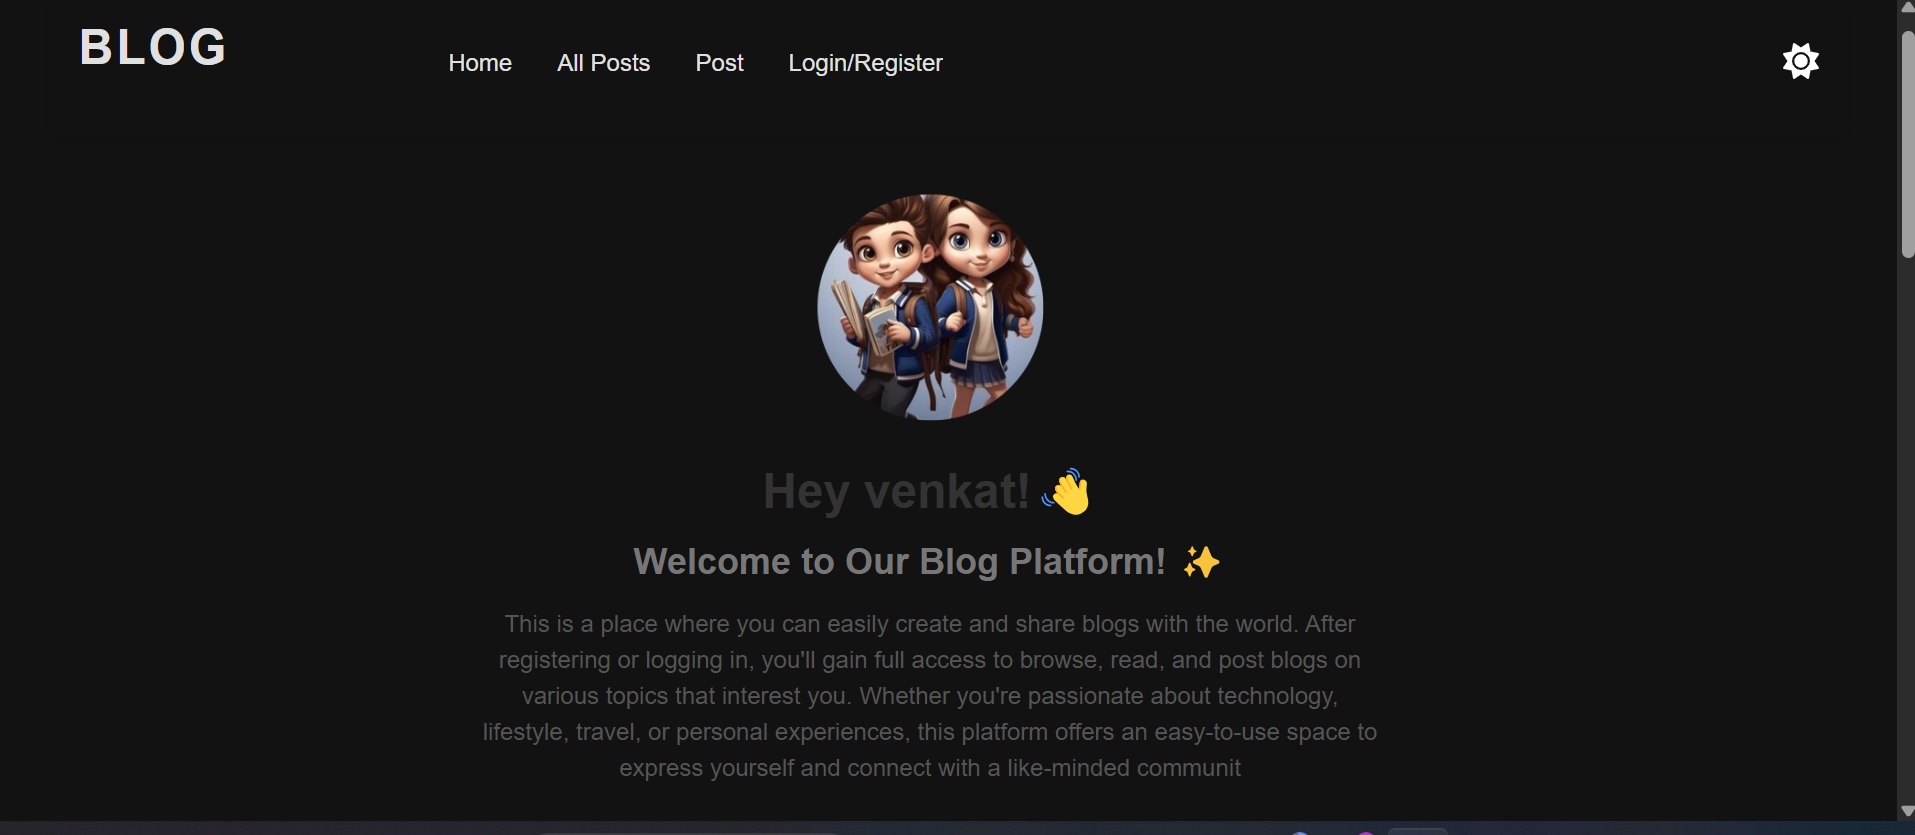 BLOG
Home All Posts Post Login/Register
Hey venkat! 👋
Welcome to Our Blog Platform! ✨
This is a place where you can easily create and share blogs with the world. After
registering or logging in, you'll gain full access to browse, read, and post blogs on
various topics that interest you. Whether you're passionate about technology,
lifestyle, travel, or personal experiences, this platform offers an easy-to-use space to
express yourself and connect with a like-minded communit